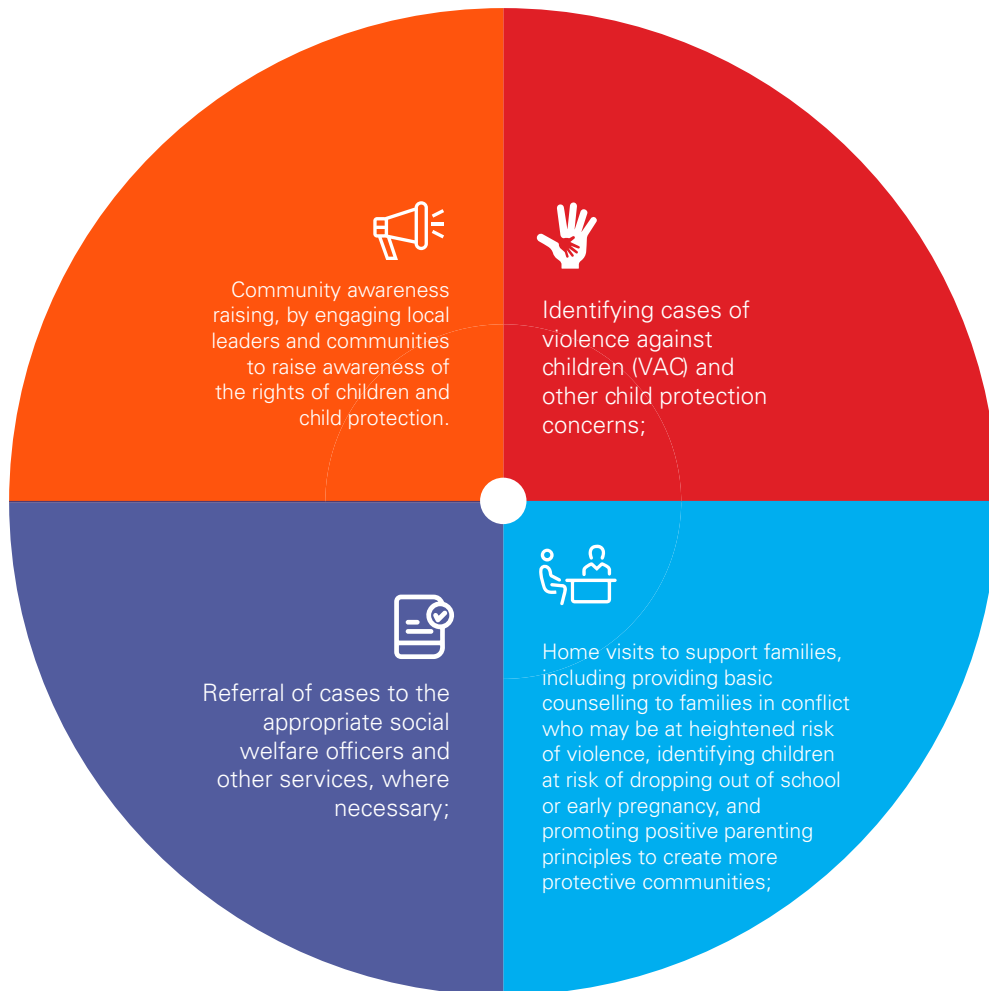 Community awareness
raising, by engaging local
leaders and communities
to raise awareness of
the rights of children and
child protection.
Identifying cases of
violence against
children (VAC) and
other child protection
concerns;
Referral of cases to the
appropriate social
welfare officers and
other services, where
necessary;
Home visits to support families,
including providing basic
counselling to families in conflict
who may be at heightened risk
of violence, identifying children
at risk of dropping out of school
or early pregnancy, and
promoting positive parenting
principles to create more
protective communities;